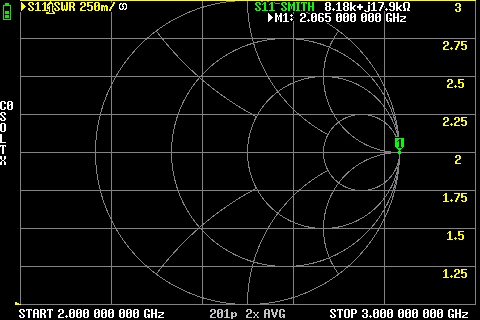 S11 SWR 250m/ S11 SMITH 8.18k+j17.9kΩ 3
M1: 2.065 000 000 GHz
2.75
2.5
2.25
C0
S
O
L
T
X
1
2
1.75
1.5
1.25
START 2.000 000 000 GHz 201p 2x AVG STOP 3.000 000 000 GHz